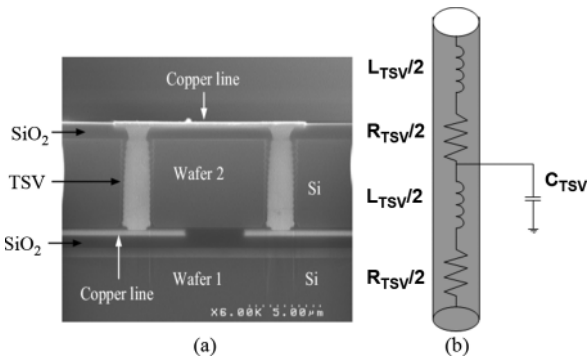 Copper line
SiO2
TSV
Wafer 2
Si
SiO2
Copper line
Wafer 1
Si
X6.00K 5.00µm
(a)
LTSV/2
RTSV/2
CTSV
LTSV/2
RTSV/2
(b)